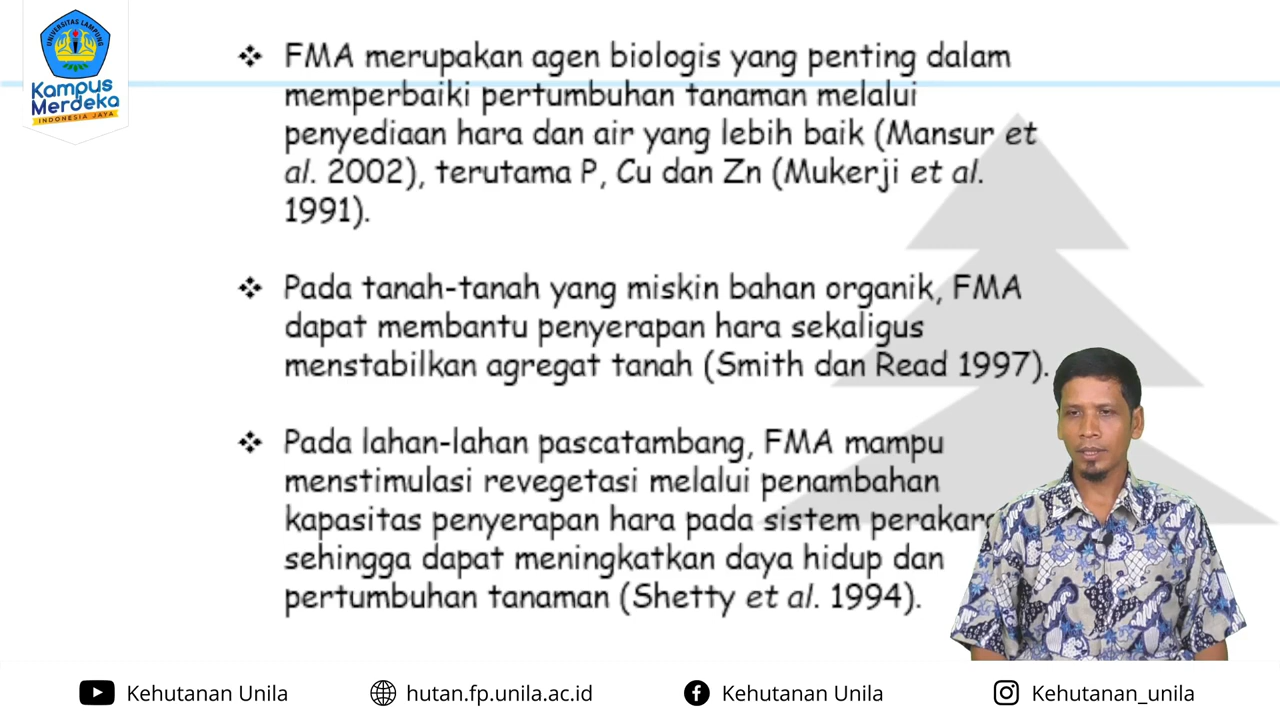 UNIVERSITAS LAMPUNG
Kampus
Merdeka
INDONESIA JAYA
❖ FMA merupakan agen biologis yang penting dalam
memperbaiki pertumbuhan tanaman melalui
penyediaan hara dan air yang lebih baik (Mansur et
al. 2002), terutama P, Cu dan Zn (Mukerji et al.
1991).
❖ Pada tanah-tanah yang miskin bahan organik, FMA
dapat membantu penyerapan hara sekaligus
menstabilkan agregat tanah (Smith dan Read 1997).
❖ Pada lahan-lahan pascatambang, FMA mampu
menstimulasi revegetasi melalui penambahan
kapasitas penyerapan hara pada sistem
sehingga dapat meningkatkan daya hidup dan
pertumbuhan tanaman (Shetty et al. 1994).
Kehutanan Unila
hutan.fp.unila.ac.id
Kehutanan Unila
Kehutanan_unila